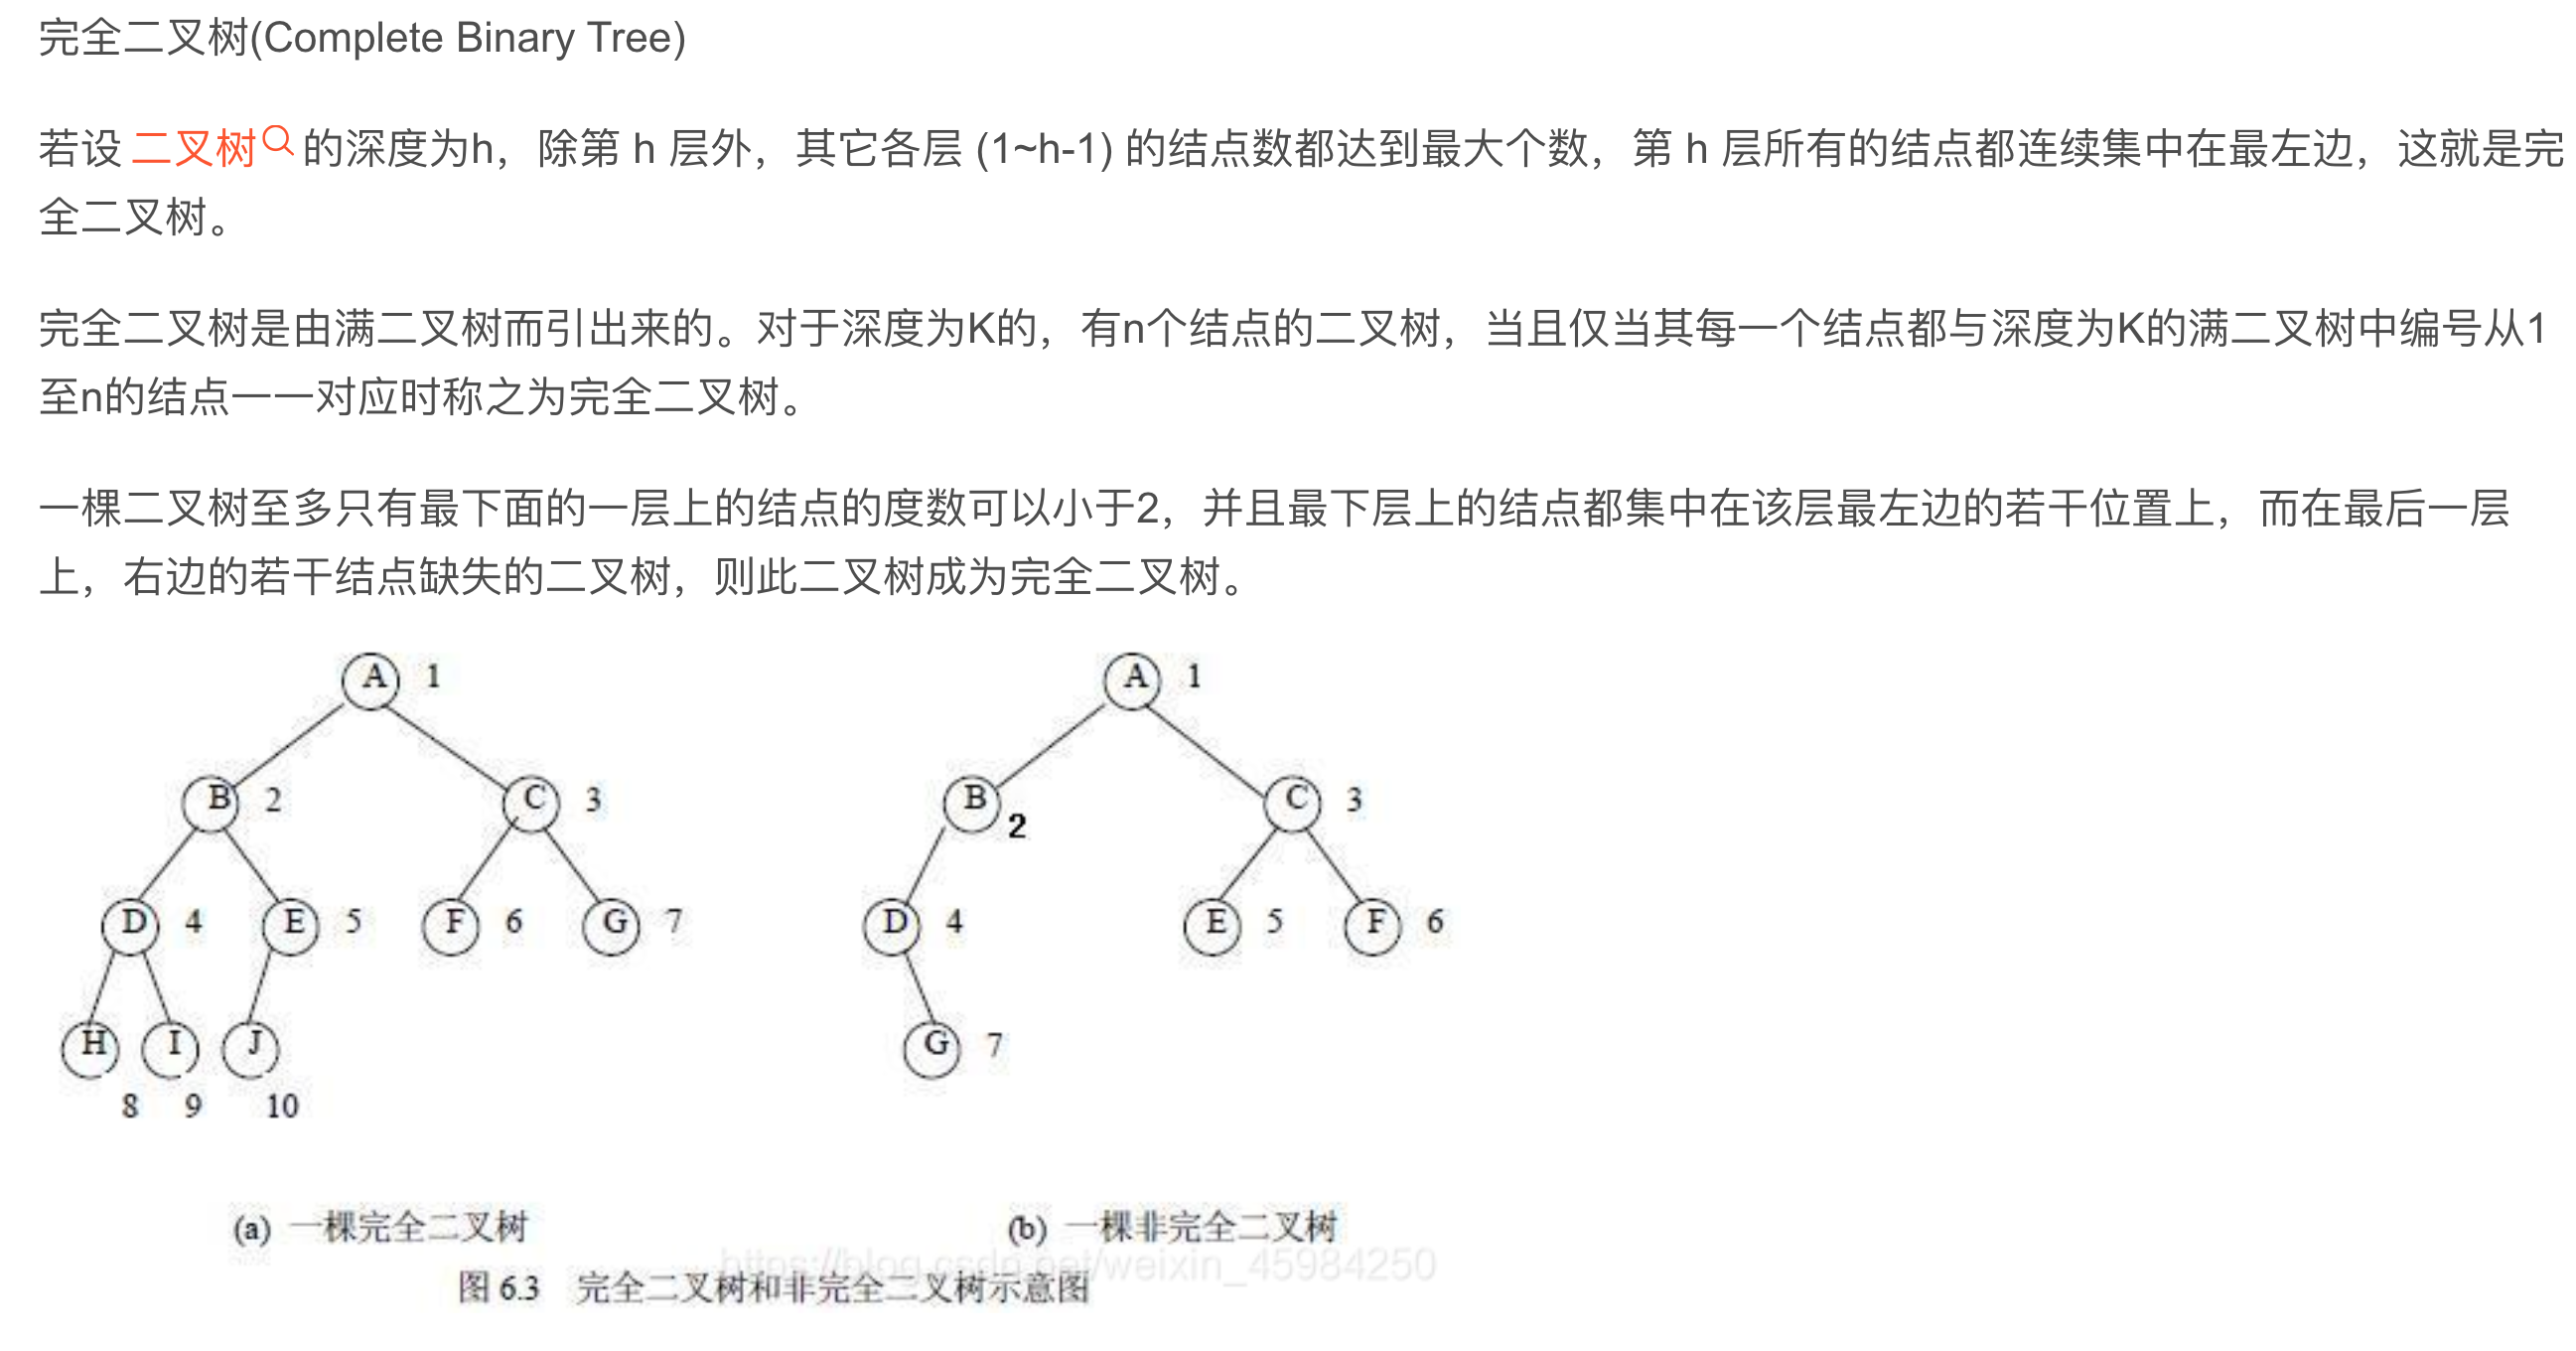 完全二叉树(Complete Binary Tree)
若设 二叉树 的深度为h，除第 h 层外，其它各层 (1~h-1) 的结点数都达到最大个数，第 h 层所有的结点都连续集中在最左边，这就是完
全二叉树。
完全二叉树是由满二叉树而引出来的。对于深度为K的，有n个结点的二叉树，当且仅当其每一个结点都与深度为K的满二叉树中编号从1
至n的结点一一对应时称之为完全二叉树。
一棵二叉树至多只有最下面的一层上的结点的度数可以小于2，并且最下层上的结点都集中在该层最左边的若干位置上，而在最后一层
上，右边的若干结点缺失的二叉树，则此二叉树成为完全二叉树。
A 1
B 2 C 3
D 4 E 5 F 6 G 7
H I J
8 9 10
(a) 一棵完全二叉树
A 1
B 2 C 3
D 4 E 5 F 6
G 7
(b) 一棵非完全二叉树
https://blog.csdn.net/weixin_45984250
图 6.3 完全二叉树和非完全二叉树示意图